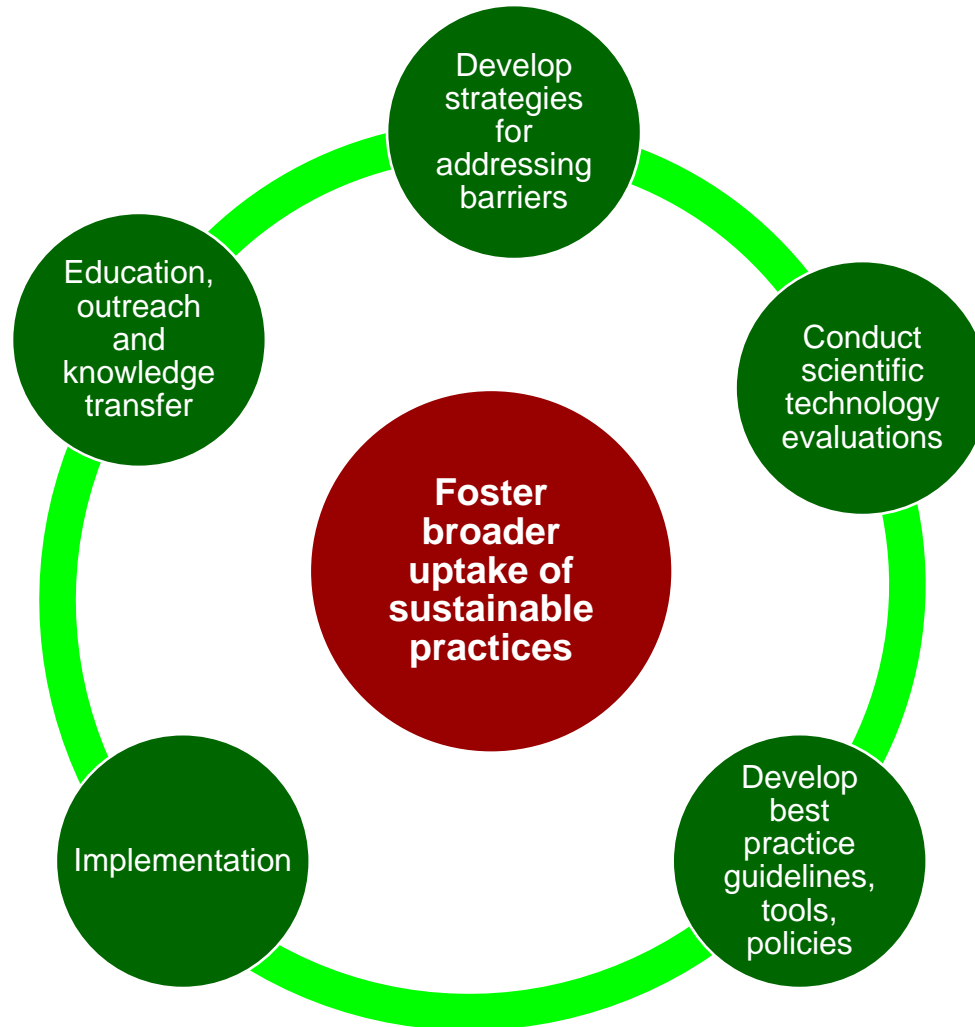 Develop
strategies
for
addressing
barriers
Conduct
scientific
technology
evaluations
Develop
best
practice
guidelines,
tools,
policies
Implementation
Education,
outreach
and
knowledge
transfer
Foster
broader
uptake of
sustainable
practices